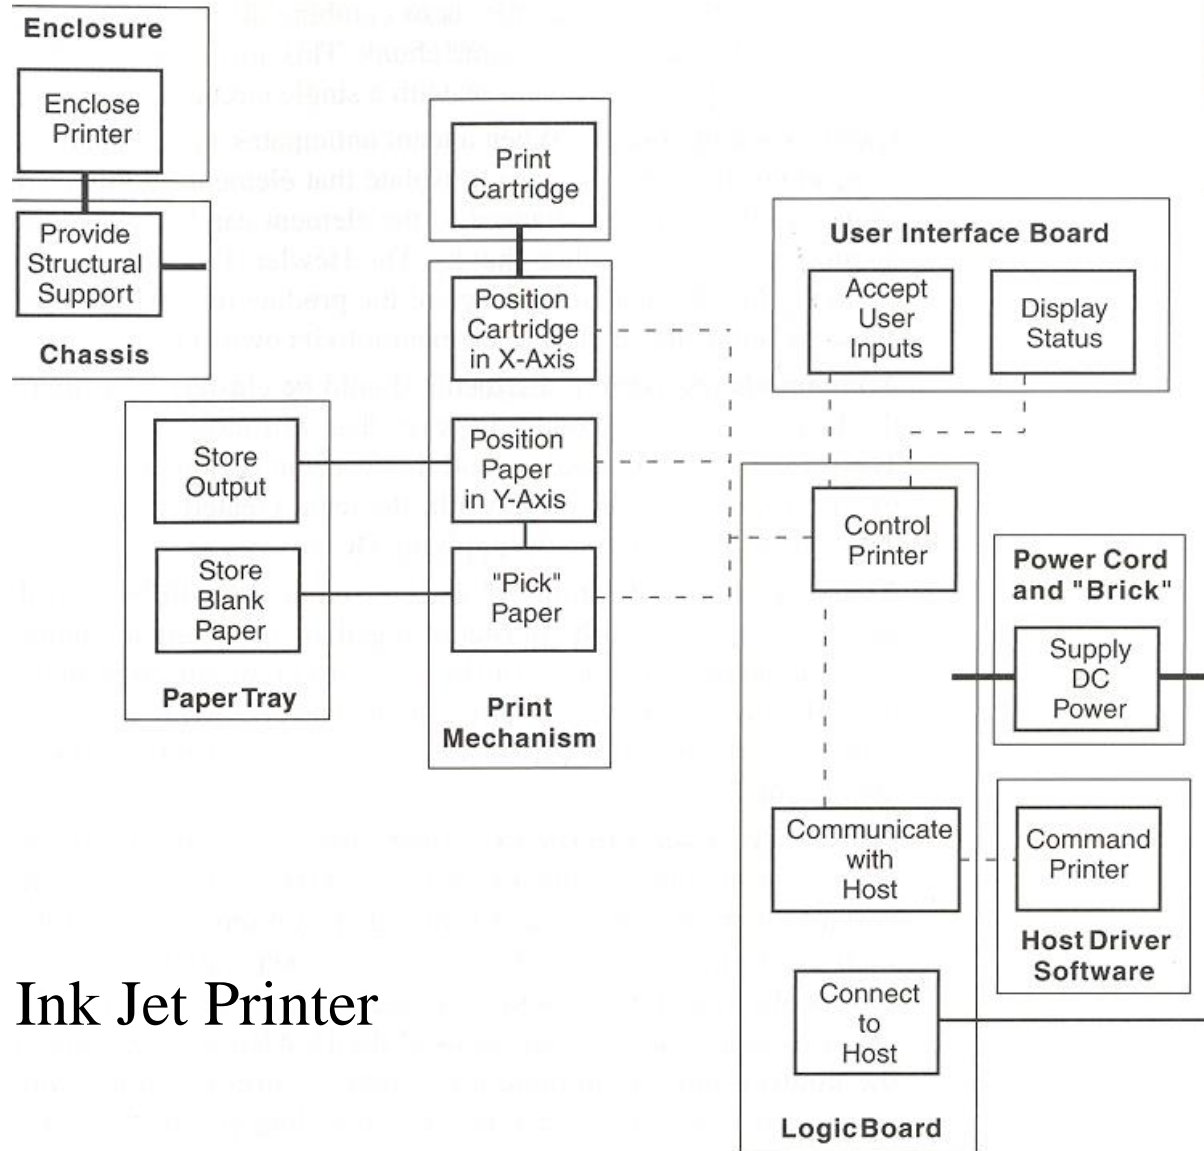 Enclosure
Enclose
Printer
Provide
Structural
Support
Chassis
Print
Cartridge
Position
Cartridge
in X-Axis
Position
Paper
in Y-Axis
"Pick"
Paper
Print
Mechanism
Store
Output
Store
Blank
Paper
Paper Tray
User Interface Board
Accept
User
Inputs
Display
Status
Control
Printer
Power Cord
and "Brick"
Supply
DC
Power
Communicate
with
Host
Command
Printer
Host Driver
Software
Connect
to
Host
Logic Board
Ink Jet Printer